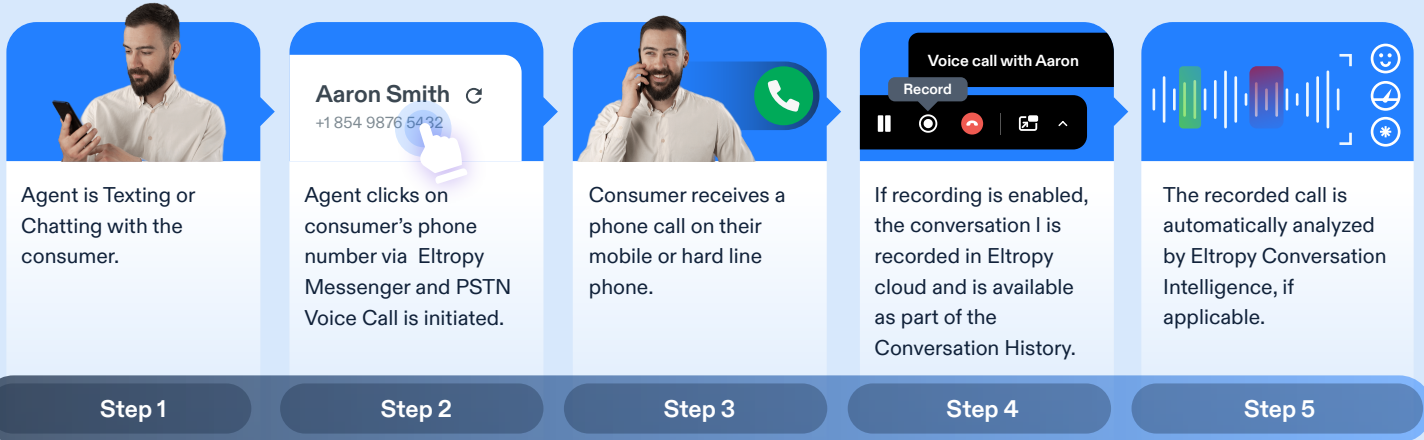 Agent is Texting or
Chatting with the
consumer.
Step 1
Aaron Smith
+1 854 9876 5432
Agent clicks on
consumer’s phone
number via  Eltropy
Messenger and PSTN
Voice Call is initiated.
Step 2
Consumer receives a
phone call on their
mobile or hard line
phone.
Step 3
Voice call with Aaron
Record
If recording is enabled,
the conversation l is
recorded in Eltropy
cloud and is available
as part of the
Conversation History.
Step 4
The recorded call is
automatically analyzed
by Eltropy Conversation
Intelligence, if
applicable.
Step 5